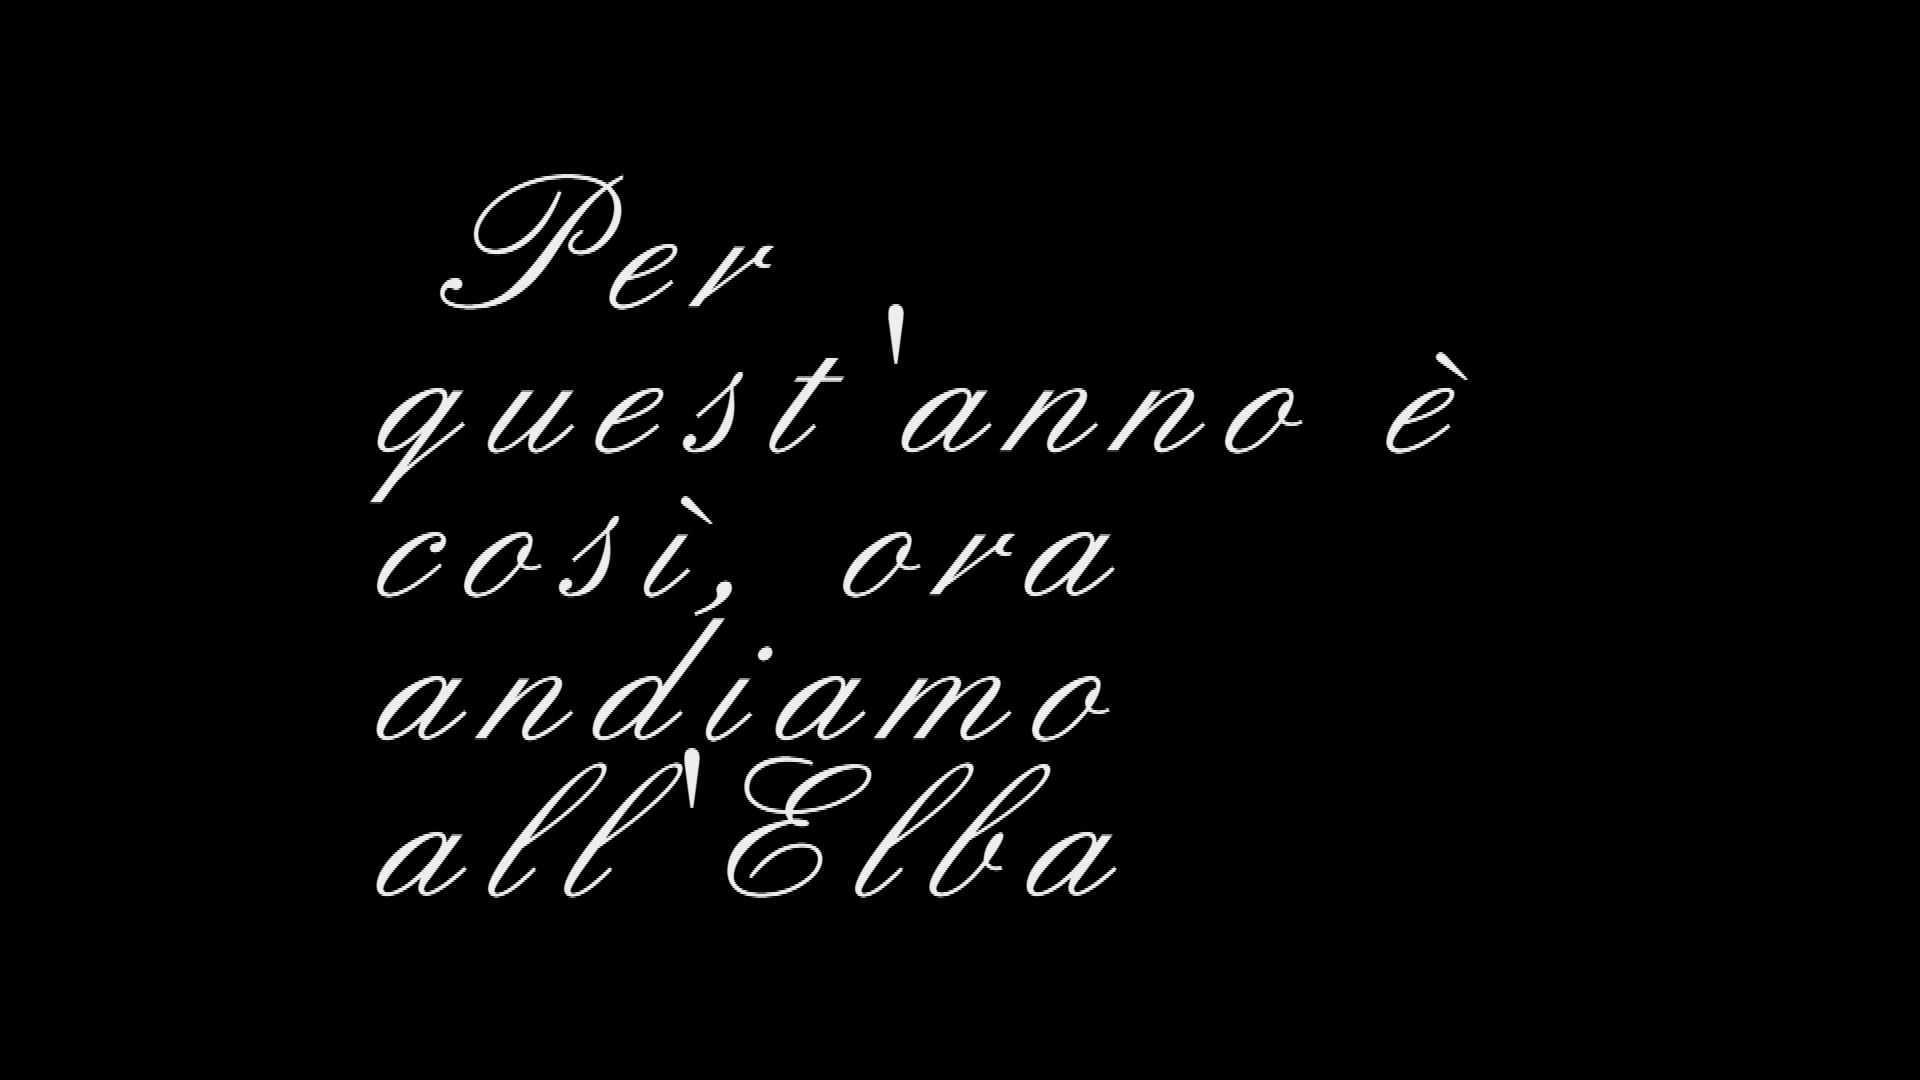 Per
quest'anno è
così, ora
andiamo
all'Elba